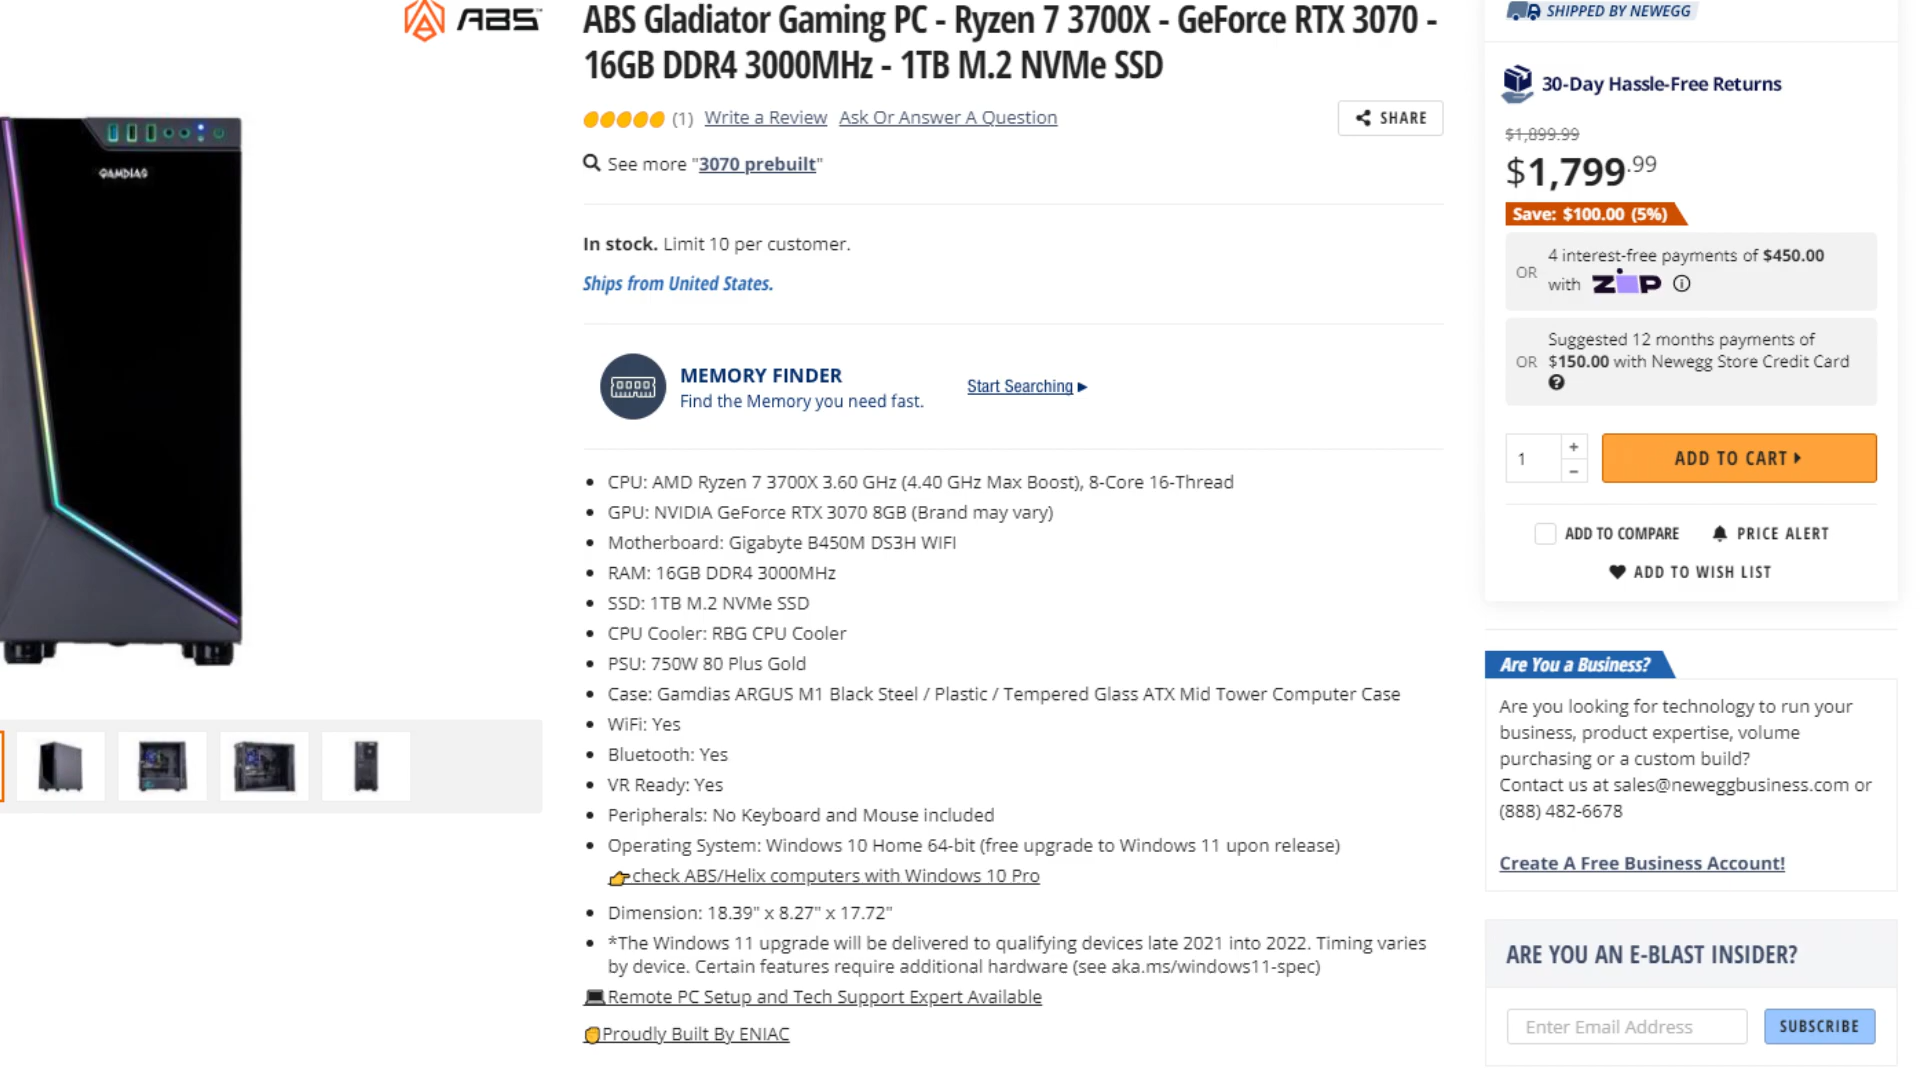 ABS
GAMDIAS
ABS Gladiator Gaming PC - Ryzen 7 3700X - GeForce RTX 3070 -
16GB DDR4 3000MHz - 1TB M.2 NVMe SSD
(1) Write a Review Ask Or Answer A Question
SHARE
See more "3070 prebuilt"
In stock. Limit 10 per customer.
Ships from United States.
MEMORY FINDER
Find the Memory you need fast.
Start Searching
CPU: AMD Ryzen 7 3700X 3.60 GHz (4.40 GHz Max Boost), 8-Core 16-Thread
GPU: NVIDIA GeForce RTX 3070 8GB (Brand may vary)
Motherboard: Gigabyte B450M DS3H WIFI
RAM: 16GB DDR4 3000MHz
SSD: 1TB M.2 NVMe SSD
CPU Cooler: RBG CPU Cooler
PSU: 750W 80 Plus Gold
Case: Gamdias ARGUS M1 Black Steel / Plastic / Tempered Glass ATX Mid Tower Computer Case
WiFi: Yes
Bluetooth: Yes
VR Ready: Yes
Peripherals: No Keyboard and Mouse included
Operating System: Windows 10 Home 64-bit (free upgrade to Windows 11 upon release)
👉check ABS/Helix computers with Windows 10 Pro
Dimension: 18.39" x 8.27" x 17.72"
*The Windows 11 upgrade will be delivered to qualifying devices late 2021 into 2022. Timing varies
by device. Certain features require additional hardware (see aka.ms/windows11-spec)
💻Remote PC Setup and Tech Support Expert Available
✊Proudly Built By ENIAC
SHIPPED BY NEWEGG
30-Day Hassle-Free Returns
$1,899.99
$1,799.99
Save: $100.00 (5%)
OR
4 interest-free payments of $450.00
with ZIP
OR
Suggested 12 months payments of
$150.00 with Newegg Store Credit Card
1
+
−
ADD TO CART
ADD TO COMPARE
PRICE ALERT
ADD TO WISH LIST
Are You a Business?
Are you looking for technology to run your
business, product expertise, volume
purchasing or a custom build?
Contact us at sales@neweggbusiness.com or
(888) 482-6678
Create A Free Business Account!
ARE YOU AN E-BLAST INSIDER?
Enter Email Address
SUBSCRIBE